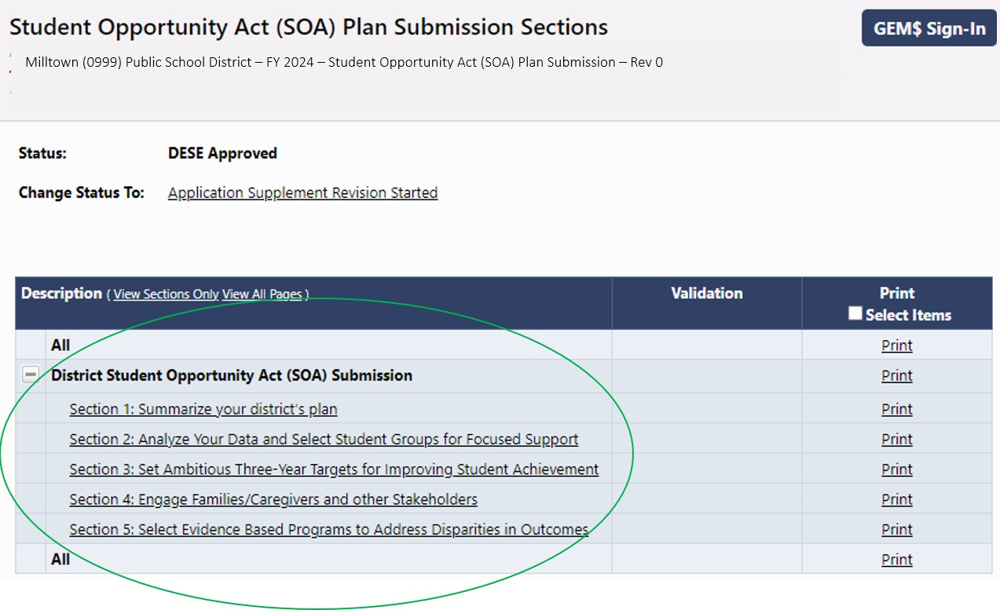 Student Opportunity Act (SOA) Plan Submission Sections
GEM$ Sign-In
Milltown (0999) Public School District – FY 2024 – Student Opportunity Act (SOA) Plan Submission – Rev 0
Status: DESE Approved
Change Status To: Application Supplement Revision Started
Description ( View Sections Only View All Pages ) Validation Print
Select Items
All Print
District Student Opportunity Act (SOA) Submission Print
Section 1: Summarize your district's plan Print
Section 2: Analyze Your Data and Select Student Groups for Focused Support Print
Section 3: Set Ambitious Three-Year Targets for Improving Student Achievement Print
Section 4: Engage Families/Caregivers and other Stakeholders Print
Section 5: Select Evidence Based Programs to Address Disparities in Outcomes Print
All Print